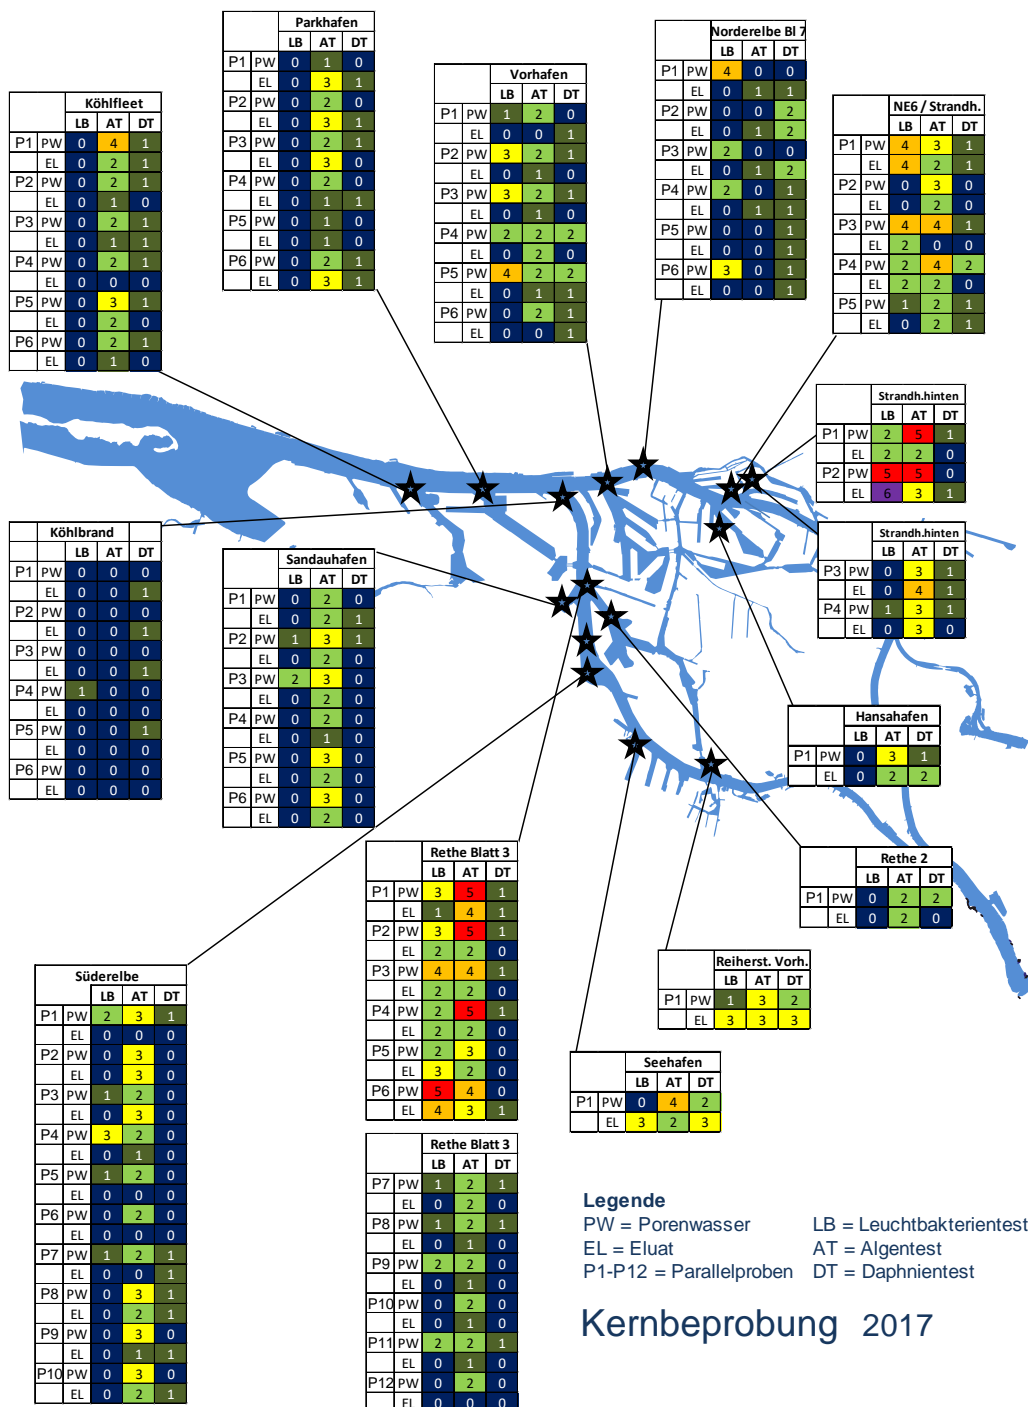 Parkhafen
LB AT DT
P1 PW 0 1 0
EL 0 3 1
P2 PW 0 2 0
EL 0 3 1
P3 PW 0 2 1
EL 0 3 0
P4 PW 0 2 0
EL 0 1 1
P5 PW 0 1 0
EL 0 1 0
P6 PW 0 2 1
EL 0 3 1
Norderelbe Bl 7
LB AT DT
P1 PW 4 0 0
EL 0 1 1
P2 PW 0 0 2
EL 0 1 2
P3 PW 2 0 0
EL 0 1 2
P4 PW 2 0 1
EL 0 1 1
P5 PW 0 0 1
EL 0 0 1
P6 PW 3 0 1
EL 0 0 1
Vorhafen
LB AT DT
P1 PW 1 2 0
EL 0 0 1
P2 PW 3 2 1
EL 0 1 0
P3 PW 3 2 1
EL 0 1 0
P4 PW 2 2 2
EL 0 2 0
P5 PW 4 2 2
EL 0 1 1
P6 PW 0 2 1
EL 0 0 1
Köhlfleet
LB AT DT
P1 PW 0 4 1
EL 0 2 1
P2 PW 0 2 1
EL 0 1 0
P3 PW 0 2 1
EL 0 1 1
P4 PW 0 2 1
EL 0 0 0
P5 PW 0 3 1
EL 0 2 0
P6 PW 0 2 1
EL 0 1 0
NE6 / Strandh.
LB AT DT
P1 PW 4 3 1
EL 4 2 1
P2 PW 0 3 0
EL 0 2 0
P3 PW 4 4 1
EL 2 0 0
P4 PW 2 4 2
EL 2 2 0
P5 PW 1 2 1
EL 0 2 1
Strandh.hinten
LB AT DT
P1 PW 2 5 1
EL 2 2 0
P2 PW 5 5 0
EL 6 3 1
Köhlbrand
LB AT DT
P1 PW 0 0 0
EL 0 0 1
P2 PW 0 0 0
EL 0 0 1
P3 PW 0 0 0
EL 0 0 1
P4 PW 1 0 0
EL 0 0 0
P5 PW 0 0 1
EL 0 0 0
P6 PW 0 0 0
EL 0 0 0
Sandauhafen
LB AT DT
P1 PW 0 2 0
EL 0 2 1
P2 PW 1 3 1
EL 0 2 0
P3 PW 2 3 0
EL 0 2 0
P4 PW 0 2 0
EL 0 1 0
P5 PW 0 3 0
EL 0 2 0
P6 PW 0 3 0
EL 0 2 0
Strandh.hinten
LB AT DT
P3 PW 0 3 1
EL 0 4 1
P4 PW 1 3 1
EL 0 3 0
Hansahafen
LB AT DT
P1 PW 0 3 1
EL 0 2 2
Rethe Blatt 3
LB AT DT
P1 PW 3 5 1
EL 1 4 1
P2 PW 3 5 1
EL 2 2 0
P3 PW 4 4 1
EL 2 2 0
P4 PW 2 5 1
EL 2 2 0
P5 PW 2 3 0
EL 3 2 0
P6 PW 5 4 0
EL 4 3 1
Rethe 2
LB AT DT
P1 PW 0 2 2
EL 0 2 0
Reiherst. Vorh.
LB AT DT
P1 PW 1 3 2
EL 3 3 3
Süderelbe
LB AT DT
P1 PW 2 3 1
EL 0 0 0
P2 PW 0 3 0
EL 0 3 0
P3 PW 1 2 0
EL 0 3 0
P4 PW 3 2 0
EL 0 1 0
P5 PW 1 2 0
EL 0 0 0
P6 PW 0 2 0
EL 0 0 0
P7 PW 1 2 1
EL 0 0 1
P8 PW 0 3 1
EL 0 2 1
P9 PW 0 3 0
EL 0 1 1
P10 PW 0 3 0
EL 0 2 1
Seehafen
LB AT DT
P1 PW 0 4 2
EL 3 2 3
Rethe Blatt 3
LB AT DT
P7 PW 1 2 1
EL 0 2 0
P8 PW 1 2 1
EL 0 1 0
P9 PW 2 2 0
EL 0 1 0
P10 PW 0 2 0
EL 0 1 0
P11 PW 2 2 1
EL 0 1 0
P12 PW 0 2 0
EL 0 0 0
Legende
PW = Porenwasser LB = Leuchtbakterientest
EL = Eluat AT = Algentest
P1-P12 = Parallelproben DT = Daphnientest
Kernbeprobung 2017